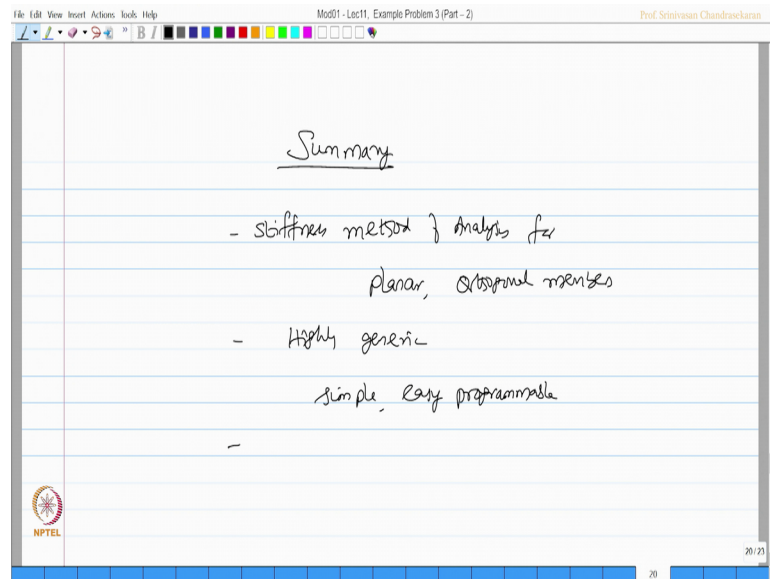 File Edit View Insert Actions Tools Help
Mod01 - Lec11, Example Problem 3 (Part – 2)
Prof. Srinivasan Chandrasekaran
B I
Summary
- Stiffness method of Analysis for
planar, orthogonal members
- Highly generic
simple, easy programmable
-
NPTEL
20/23
20